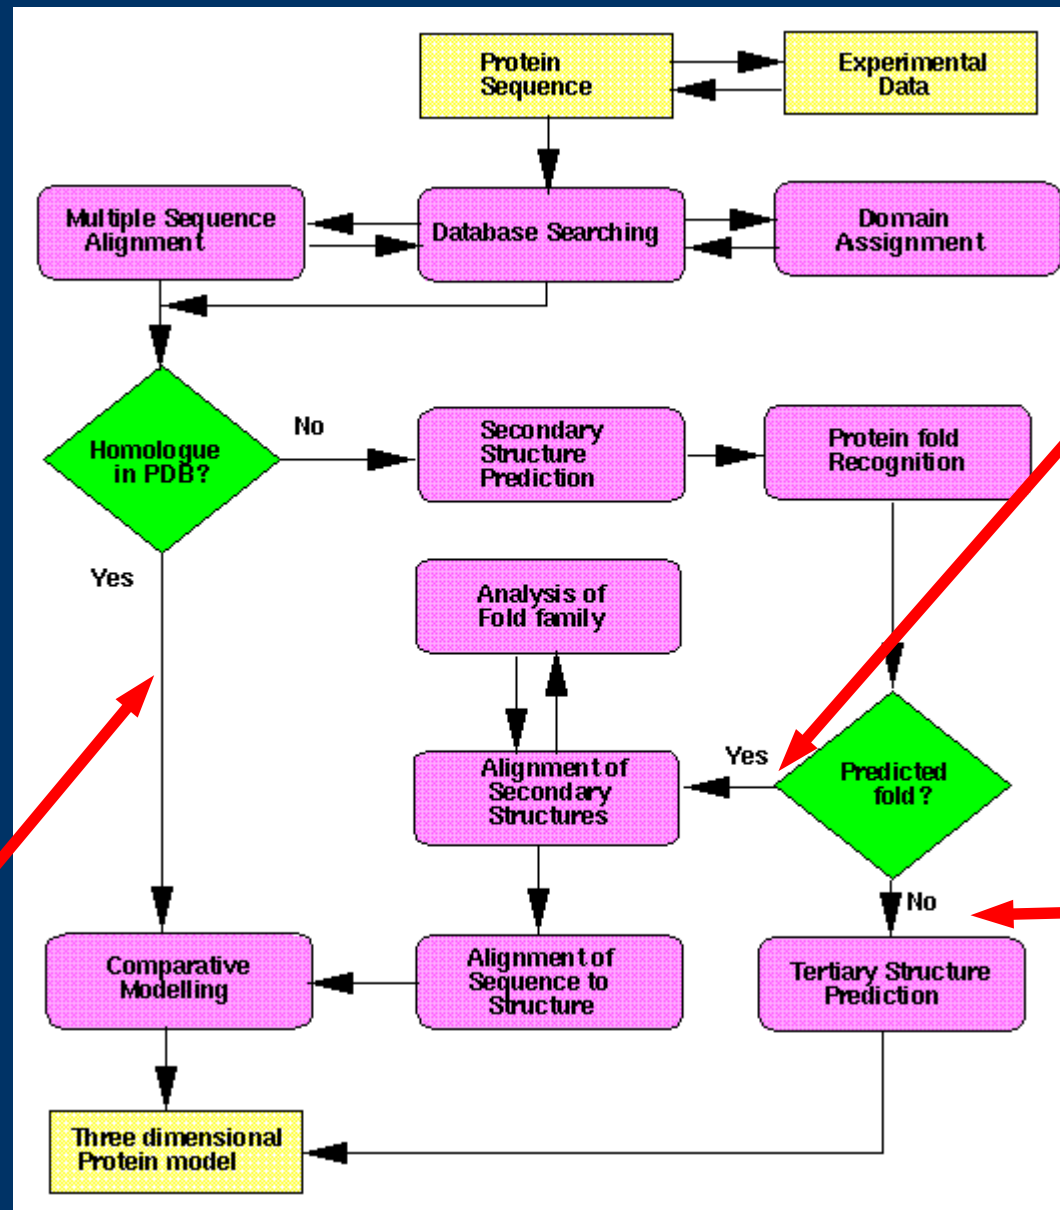 Protein
Sequence
Experimental
Data
Multiple Sequence
Alignment
Database Searching
Domain
Assignment
Homologue
in PDB?
No
Secondary
Structure
Prediction
Protein fold
Recognition
Yes
Analysis of
Fold family
Alignment of
Secondary
Structures
Yes
Predicted
fold?
No
Comparative
Modelling
Alignment of
Sequence to
Structure
Tertiary Structure
Prediction
Three dimensional
Protein model